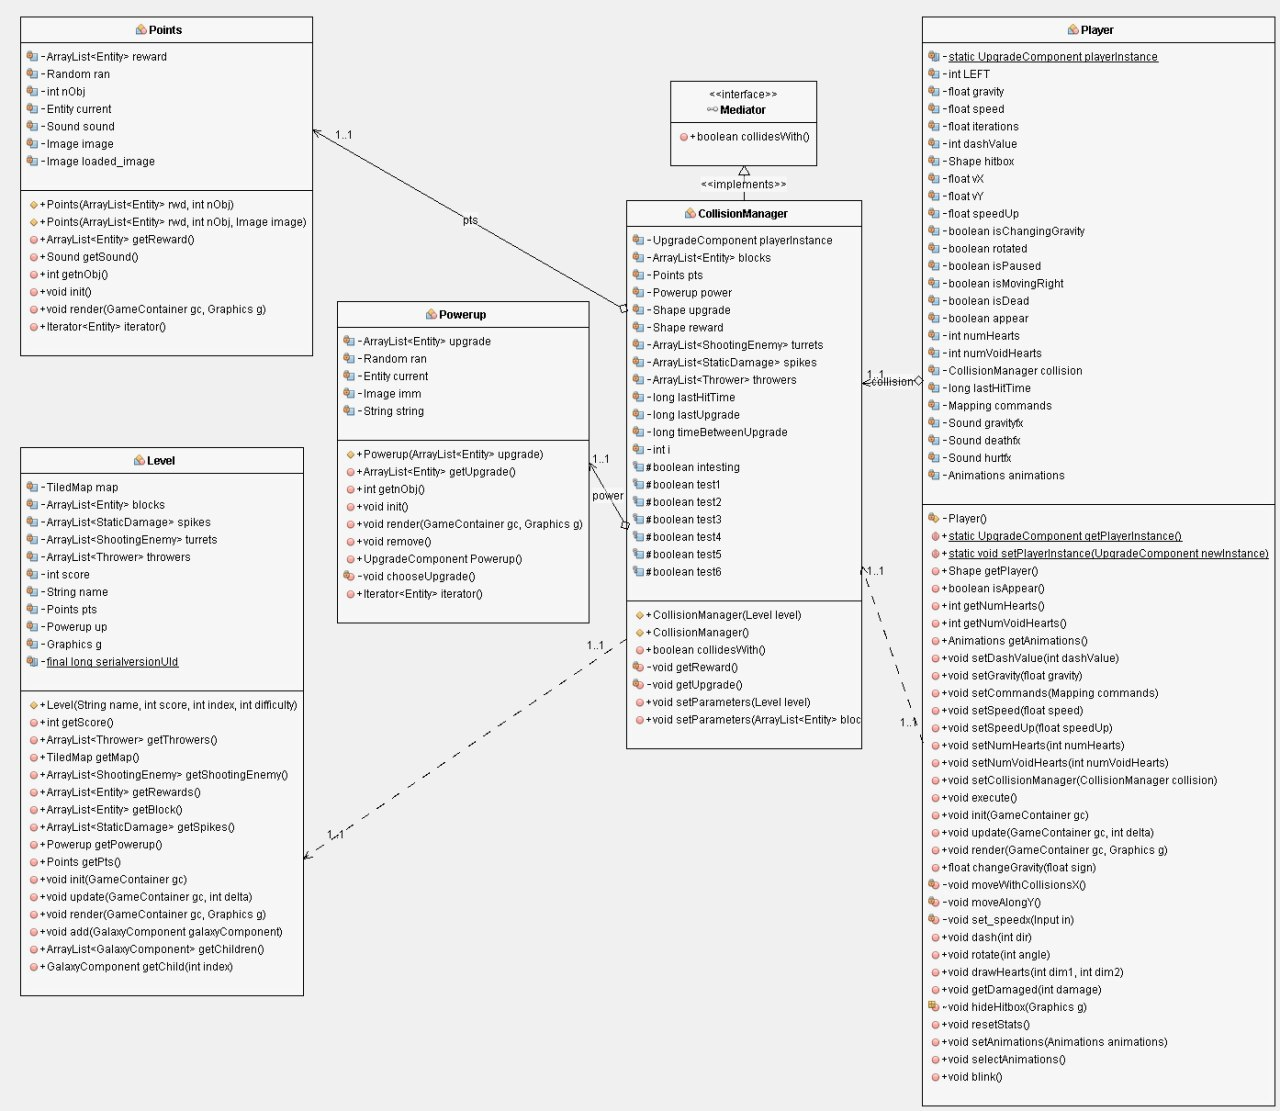 Points
-ArrayList<Entity> reward
-Random ran
-int nObj
-Entity current
-Sound sound
-Image image
-Image loaded_image
+Points(ArrayList<Entity> rwd, int nObj)
+Points(ArrayList<Entity> rwd, int nObj, Image image)
+ArrayList<Entity> getReward()
+Sound getSound()
+int getnObj()
+void init()
+void render(GameContainer gc, Graphics g)
+Iterator<Entity> iterator()
1..1
pts
<<interface>>
Mediator
+boolean collidesWith()
<<implements>>
Powerup
-ArrayList<Entity> upgrade
-Random ran
-Entity current
-Image imm
-String string
+Powerup(ArrayList<Entity> upgrade)
+ArrayList<Entity> getUpgrade()
+int getnObj()
+void init()
+void render(GameContainer gc, Graphics g)
+void remove()
+UpgradeComponent Powerup()
-void chooseUpgrade()
+Iterator<Entity> iterator()
1..1
power
CollisionManager
-UpgradeComponent playerInstance
-ArrayList<Entity> blocks
-Points pts
-Powerup power
-Shape upgrade
-Shape reward
-ArrayList<ShootingEnemy> turrets
-ArrayList<StaticDamage> spikes
-ArrayList<Thrower> throwers
-long lastHitTime
-long lastUpgrade
-long timeBetweenUpgrade
-int i
#boolean intesting
#boolean test1
#boolean test2
#boolean test3
#boolean test4
#boolean test5
#boolean test6
+CollisionManager(Level level)
+CollisionManager()
+boolean collidesWith()
-void getReward()
-void getUpgrade()
+void setParameters(Level level)
+void setParameters(ArrayList<Entity> bloc
1..1
collision
1..1
1..1
1..1
1..1
Level
-TiledMap map
-ArrayList<Entity> blocks
-ArrayList<StaticDamage> spikes
-ArrayList<ShootingEnemy> turrets
-ArrayList<Thrower> throwers
-int score
-String name
-Points pts
-Powerup up
-Graphics g
-final long serialversionUId
+Level(String name, int score, int index, int difficulty)
+int getScore()
+ArrayList<Thrower> getThrowers()
+TiledMap getMap()
+ArrayList<ShootingEnemy> getShootingEnemy()
+ArrayList<Entity> getRewards()
+ArrayList<Entity> getBlock()
+ArrayList<StaticDamage> getSpikes()
+Powerup getPowerup()
+Points getPts()
+void init(GameContainer gc)
+void update(GameContainer gc, int delta)
+void render(GameContainer gc, Graphics g)
+void add(GalaxyComponent galaxyComponent)
+ArrayList<GalaxyComponent> getChildren()
+GalaxyComponent getChild(int index)
Player
-static UpgradeComponent playerInstance
-int LEFT
-float gravity
-float speed
-float iterations
-int dashValue
-Shape hitbox
-float vX
-float vY
-float speedUp
-boolean isChangingGravity
-boolean rotated
-boolean isPaused
-boolean isMovingRight
-boolean isDead
-boolean appear
-int numHearts
-int numVoidHearts
-CollisionManager collision
-long lastHitTime
-Mapping commands
-Sound gravityfx
-Sound deathfx
-Sound hurtfx
-Animations animations
-Player()
+static UpgradeComponent getPlayerInstance()
+static void setPlayerInstance(UpgradeComponent newInstance)
+Shape getPlayer()
+boolean isAppear()
+int getNumHearts()
+int getNumVoidHearts()
+Animations getAnimations()
+void setDashValue(int dashValue)
+void setGravity(float gravity)
+void setCommands(Mapping commands)
+void setSpeed(float speed)
+void setSpeedUp(float speedUp)
+void setNumHearts(int numHearts)
+void setNumVoidHearts(int numVoidHearts)
+void setCollisionManager(CollisionManager collision)
+void execute()
+void init(GameContainer gc)
+void update(GameContainer gc, int delta)
+void render(GameContainer gc, Graphics g)
+float changeGravity(float sign)
-void moveWithCollisionsX()
-void moveAlongY()
-void set_speedx(Input in)
+void dash(int dir)
+void rotate(int angle)
+void drawHearts(int dim1, int dim2)
+void getDamaged(int damage)
~void hideHitbox(Graphics g)
+void resetStats()
+void setAnimations(Animations animations)
+void selectAnimations()
+void blink()